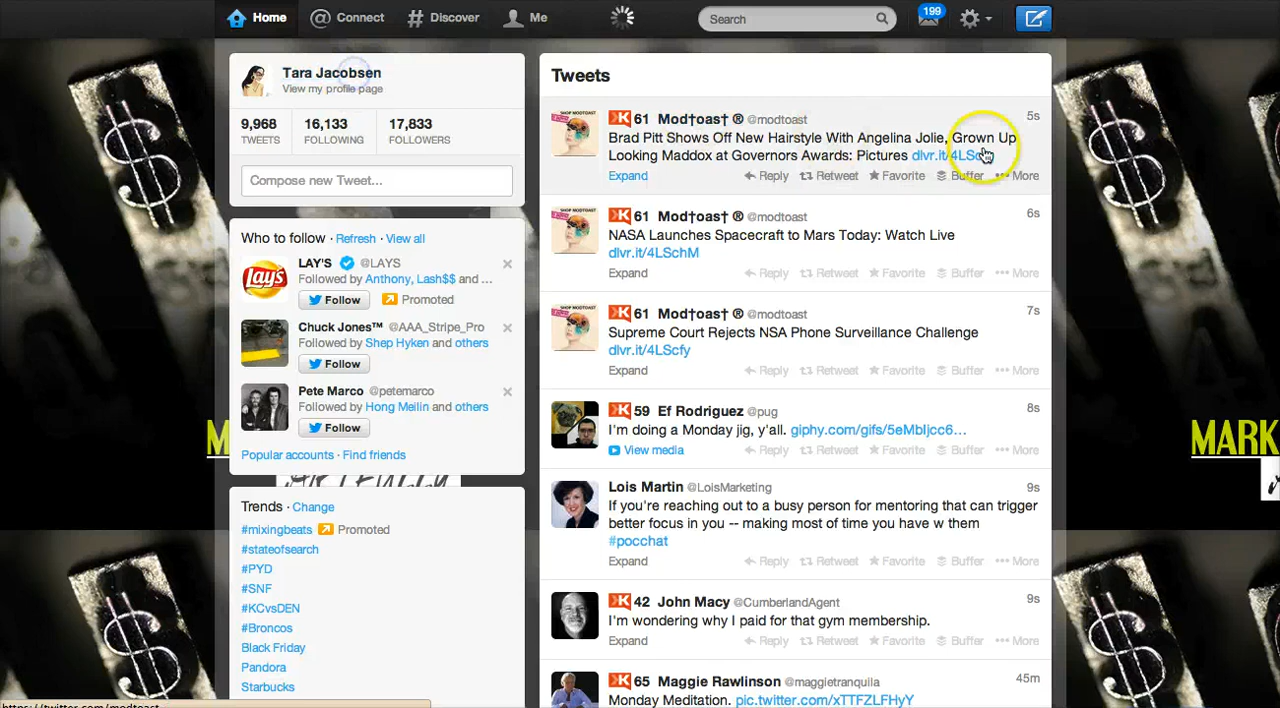 Home
Connect
Discover
Me
Search
199
Tara Jacobsen
View my profile page
9,968
TWEETS
16,133
FOLLOWING
17,833
FOLLOWERS
Compose new Tweet...
Who to follow · Refresh · View all
LAY'S @LAYS
Followed by Anthony, Lash$$ and ...
Follow
Promoted
Chuck Jones™ @AAA_Stripe_Pro
Followed by Shep Hyken and others
Follow
Pete Marco @petemarco
Followed by Hong Meilin and others
Follow
Popular accounts · Find friends
Trends · Change
#mixingbeats Promoted
#stateofsearch
#PYD
#SNF
#KCvsDEN
#Broncos
Black Friday
Pandora
Starbucks
https://twitter.com/modtoast
Tweets
61 Mod†oas† ® @modtoast 5s
Brad Pitt Shows Off New Hairstyle With Angelina Jolie, Grown Up
Looking Maddox at Governors Awards: Pictures
Expand Reply Retweet Favorite Buffer More
61 Mod†oas† ® @modtoast 6s
NASA Launches Spacecraft to Mars Today: Watch Live
dlvr.it/4LSchM
Expand Reply Retweet Favorite Buffer More
61 Mod†oas† ® @modtoast 7s
Supreme Court Rejects NSA Phone Surveillance Challenge
dlvr.it/4LScfy
Expand Reply Retweet Favorite Buffer More
59 Ef Rodriguez @pug 8s
I'm doing a Monday jig, y'all. giphy.com/gifs/5eMbIjcc6...
View media Reply Retweet Favorite Buffer More
Lois Martin @LoisMarketing 9s
If you're reaching out to a busy person for mentoring that can trigger
better focus in you -- making most of time you have w them
#pocchat
Expand Reply Retweet Favorite Buffer More
42 John Macy @CumberlandAgent 9s
I'm wondering why I paid for that gym membership.
Expand Reply Retweet Favorite Buffer More
65 Maggie Rawlinson @maggietranquila 45m
Monday Meditation. pic.twitter.com/xTTFZLFHyY
MARK